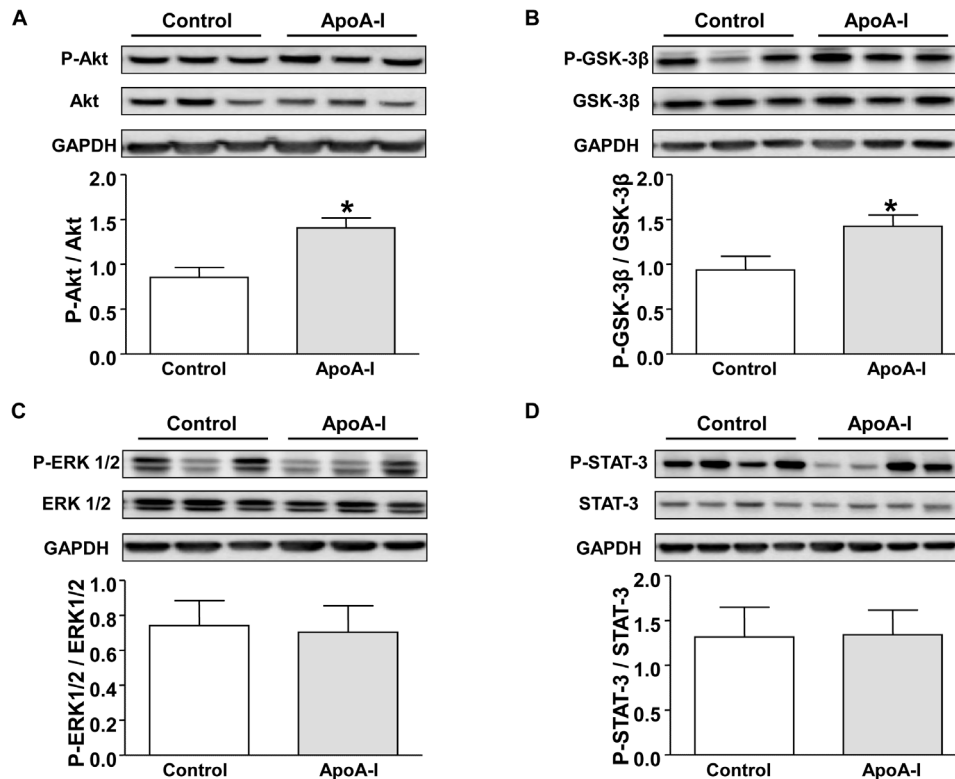 A
Control ApoA-I
P-Akt
Akt
GAPDH
P-Akt / Akt
2.0
1.5
1.0
0.5
0.0
*
Control ApoA-I
B
Control ApoA-I
P-GSK-3β
GSK-3β
GAPDH
P-GSK-3β / GSK-3β
2.0
1.5
1.0
0.5
0.0
*
Control ApoA-I
C
Control ApoA-I
P-ERK 1/2
ERK 1/2
GAPDH
P-ERK1/2 / ERK1/2
1.0
0.8
0.6
0.4
0.2
0.0
Control ApoA-I
D
Control ApoA-I
P-STAT-3
STAT-3
GAPDH
P-STAT-3 / STAT-3
2.0
1.5
1.0
0.5
0.0
Control ApoA-I